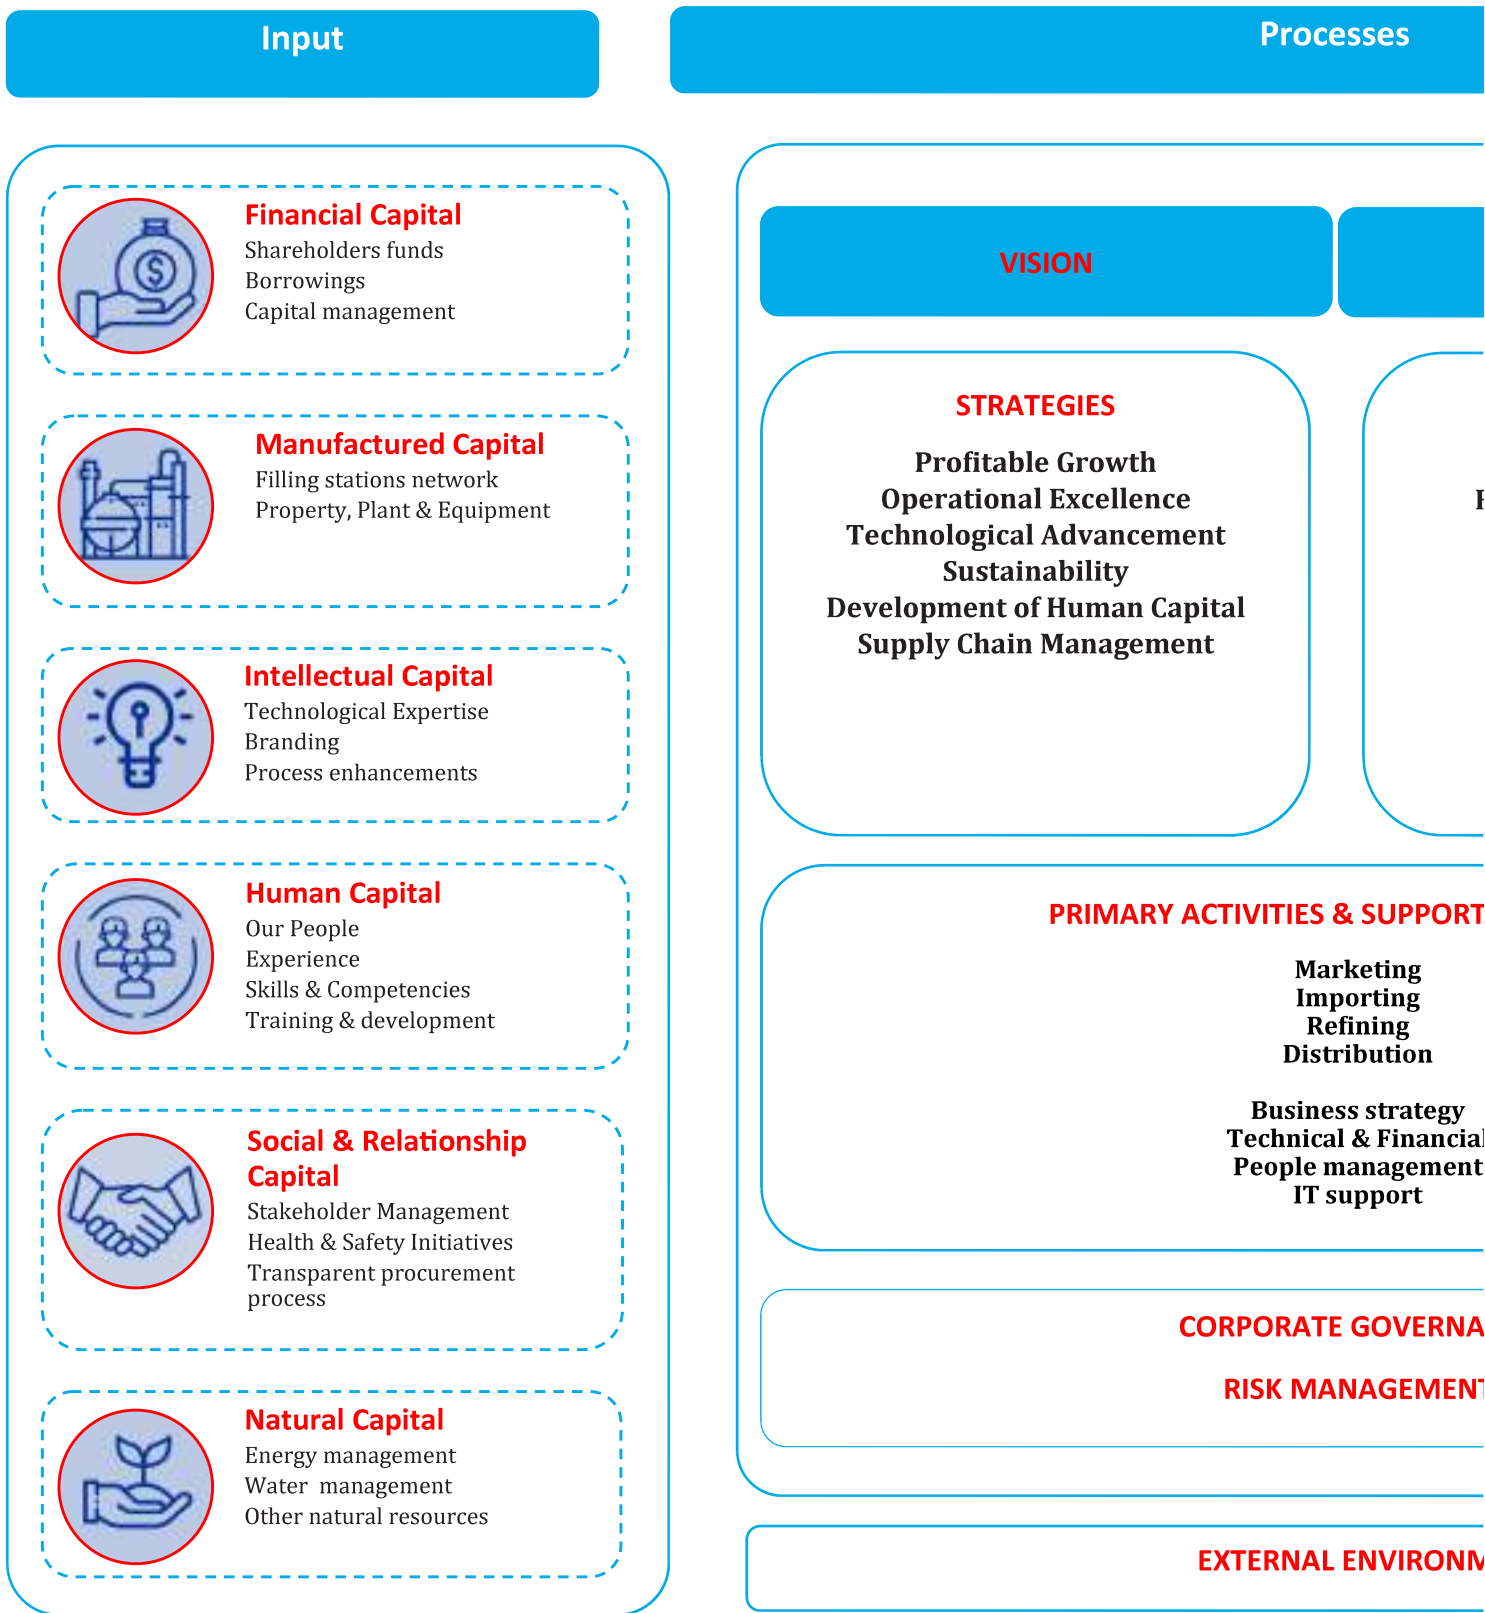 Input
Processes
Financial Capital
Shareholders funds
Borrowings
Capital management
Manufactured Capital
Filling stations network
Property, Plant & Equipment
Intellectual Capital
Technological Expertise
Branding
Process enhancements
Human Capital
Our People
Experience
Skills & Competencies
Training & development
Social & Relationship
Capital
Stakeholder Management
Health & Safety Initiatives
Transparent procurement
process
Natural Capital
Energy management
Water management
Other natural resources
VISION
STRATEGIES
Profitable Growth
Operational Excellence
Technological Advancement
Sustainability
Development of Human Capital
Supply Chain Management
PRIMARY ACTIVITIES & SUPPORT
Marketing
Importing
Refining
Distribution
Business strategy
Technical & Financial
People management
IT support
CORPORATE GOVERNA
RISK MANAGEMENT
EXTERNAL ENVIRONM